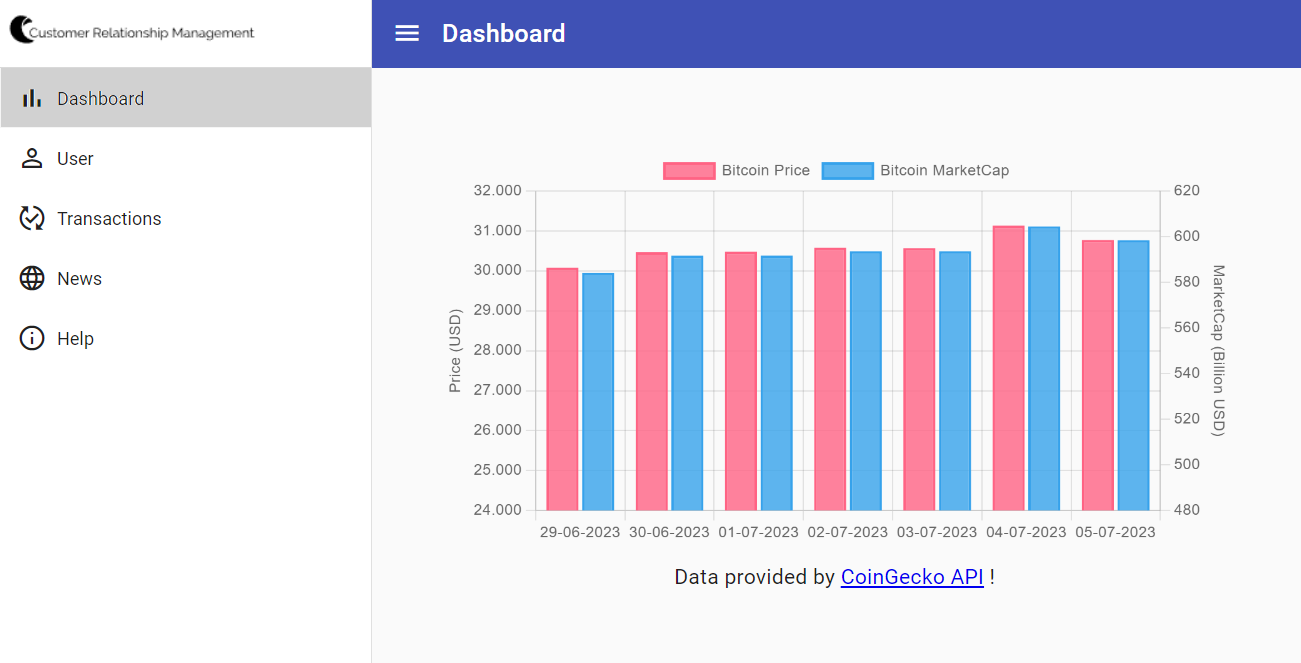 Customer Relationship Management
Dashboard
User
Transactions
News
Help
Dashboard
Bitcoin Price
Bitcoin MarketCap
Price (USD)
32.000
31.000
30.000
29.000
28.000
27.000
26.000
25.000
24.000
620
600
580
560
540
520
500
480
MarketCap (Billion USD)
29-06-2023 30-06-2023 01-07-2023 02-07-2023 03-07-2023 04-07-2023 05-07-2023
Data provided by CoinGecko API !